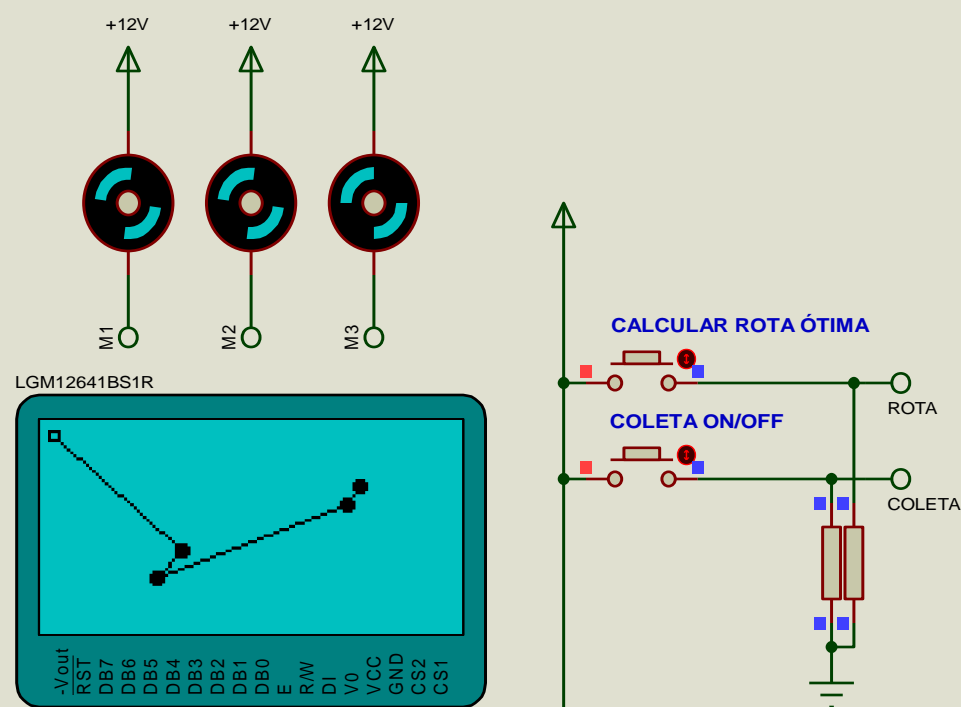 +12V
+12V
+12V
M1
M2
M3
CALCULAR ROTA ÓTIMA
ROTA
COLETA ON/OFF
COLETA
LGM12641BS1R
-Vout
RST
DB7
DB6
DB5
DB4
DB3
DB2
DB1
DB0
E
R/W
DI
V0
VCC
GND
CS2
CS1